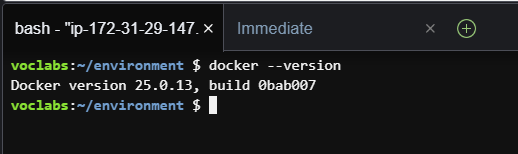 bash - "ip-172-31-29-147. × Immediate ×
voclabs:~/environment $ docker --version
Docker version 25.0.13, build 0bab007
voclabs:~/environment $